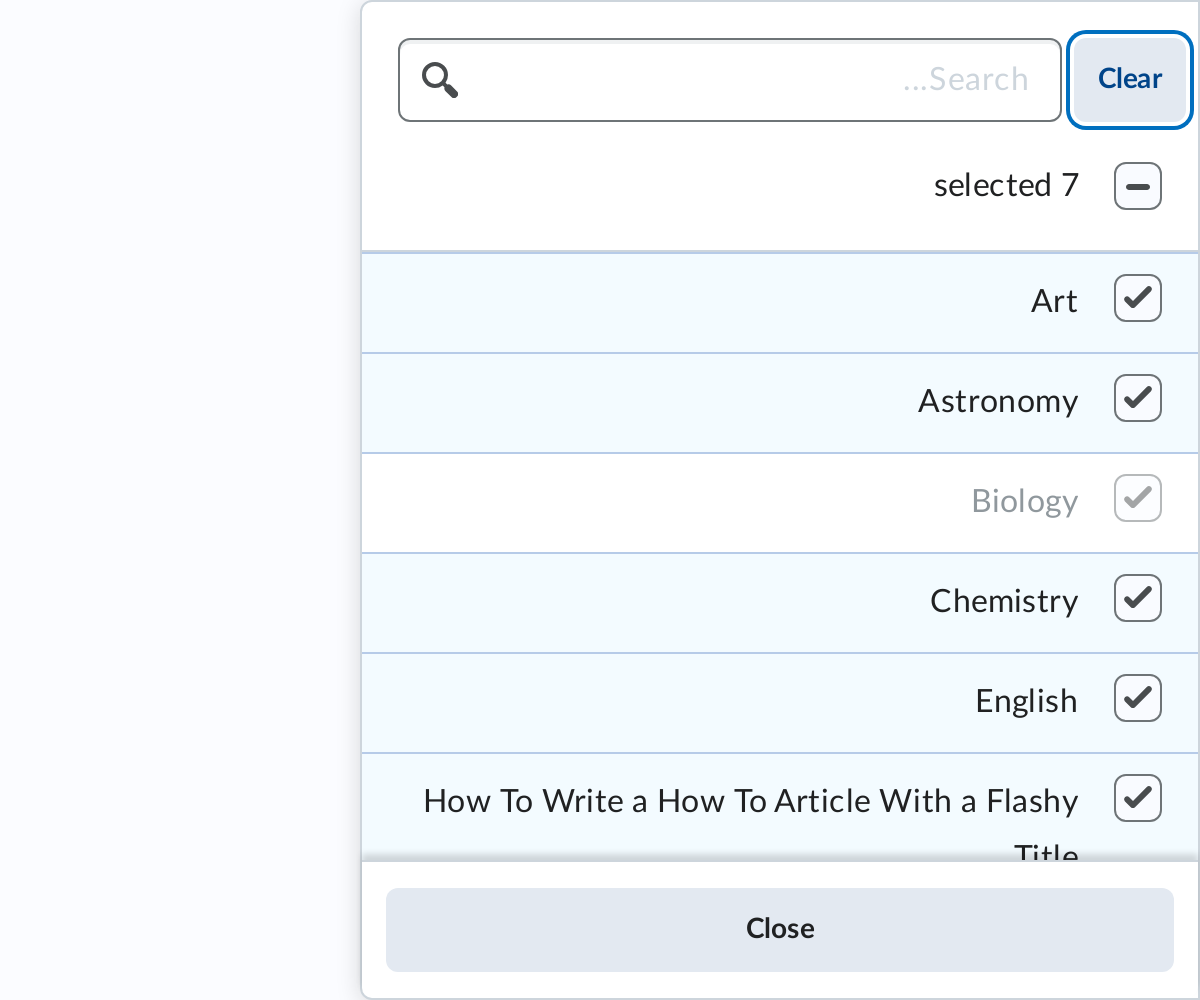 ...Search
Clear
selected 7
Art
Astronomy
Biology
Chemistry
English
How To Write a How To Article With a Flashy
Title
Close